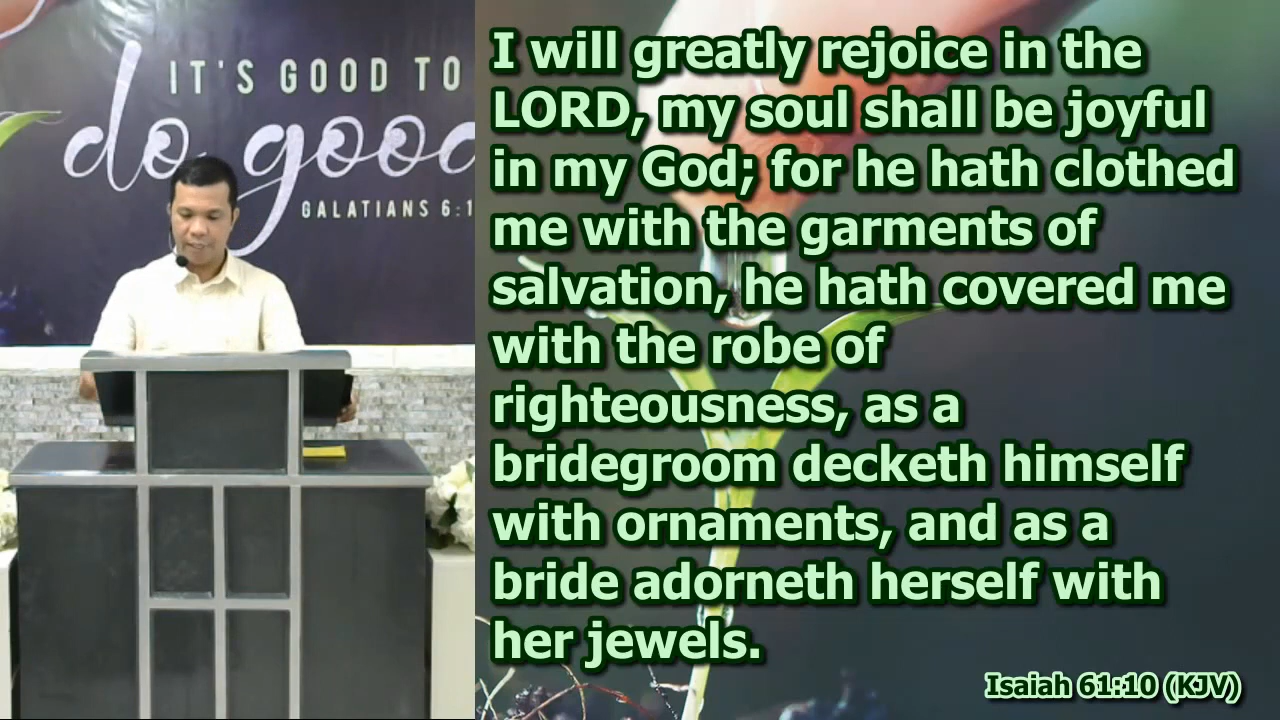 IT'S GOOD TO
do good
GALATIANS 6:1
I will greatly rejoice in the
LORD, my soul shall be joyful
in my God; for he hath clothed
me with the garments of
salvation, he hath covered me
with the robe of
righteousness, as a
bridegroom decketh himself
with ornaments, and as a
bride adorneth herself with
her jewels.
Isaiah 61:10 (KJV)